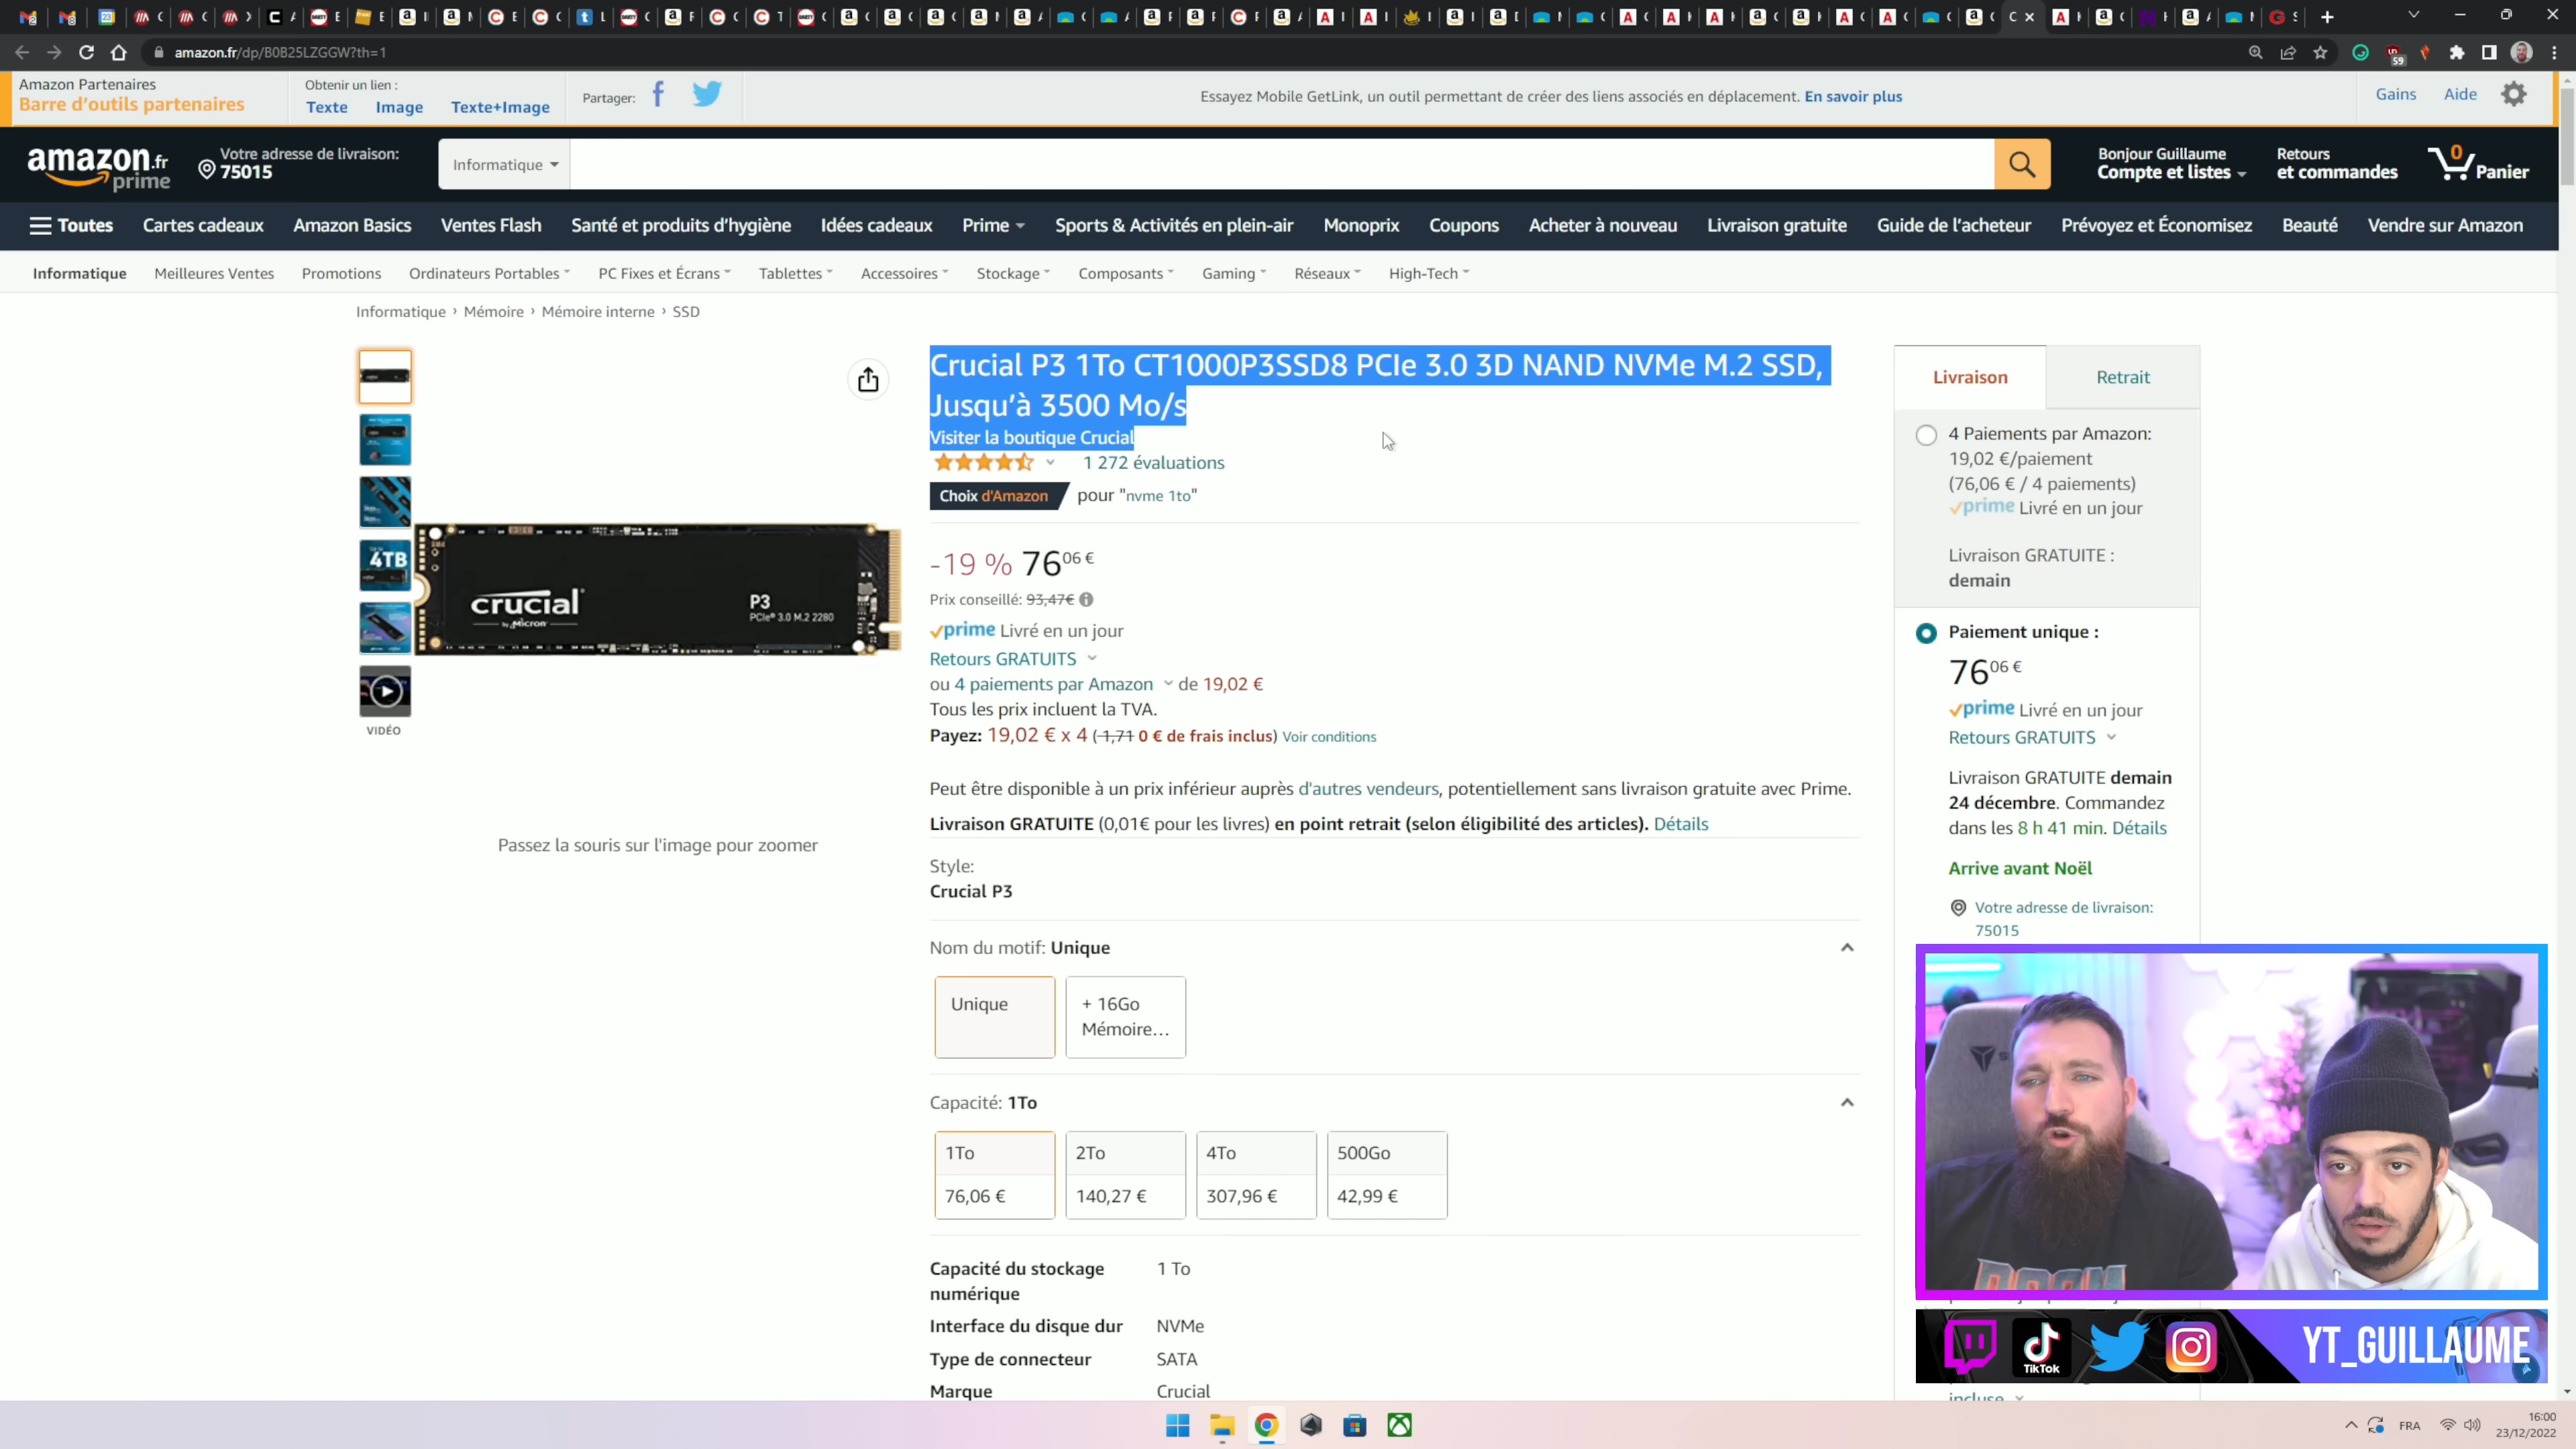 amazon.fr/dp/B0B25LZGGW?th=1
59
Amazon Partenaires
Barre d'outils partenaires
Obtenir un lien :
Texte Image Texte+Image
Partager:
Essayez Mobile GetLink, un outil permettant de créer des liens associés en déplacement. En savoir plus
Gains Aide
amazon.fr
prime
Votre adresse de livraison:
75015
Informatique
Bonjour Guillaume
Compte et listes
Retours
et commandes
0
Panier
Toutes Cartes cadeaux Amazon Basics Ventes Flash Santé et produits d'hygiène Idées cadeaux Prime Sports & Activités en plein-air Monoprix Coupons Acheter à nouveau Livraison gratuite Guide de l'acheteur Prévoyez et Économisez Beauté Vendre sur Amazon
Informatique Meilleures Ventes Promotions Ordinateurs Portables PC Fixes et Écrans Tablettes Accessoires Stockage Composants Gaming Réseaux High-Tech
Informatique › Mémoire › Mémoire interne › SSD
4TB
VIDÉO
crucial
by Micron
P3
PCIe® 3.0 M.2 2280
Passez la souris sur l'image pour zoomer
Crucial P3 1To CT1000P3SSD8 PCIe 3.0 3D NAND NVMe M.2 SSD,
Jusqu'à 3500 Mo/s
Visiter la boutique Crucial
1 272 évaluations
Choix d'Amazon pour "nvme 1to"
-19 % 76,06 €
Prix conseillé: 93,47€
prime Livré en un jour
Retours GRATUITS
ou 4 paiements par Amazon de 19,02 €
Tous les prix incluent la TVA.
Payez: 19,02 € x 4 (1,71 0 € de frais inclus) Voir conditions
Peut être disponible à un prix inférieur auprès d'autres vendeurs, potentiellement sans livraison gratuite avec Prime.
Livraison GRATUITE (0,01€ pour les livres) en point retrait (selon éligibilité des articles). Détails
Style:
Crucial P3
Nom du motif: Unique
Unique
+ 16Go
Mémoire…
Capacité: 1To
1To 2To 4To 500Go
76,06 € 140,27 € 307,96 € 42,99 €
Capacité du stockage 1 To
numérique
Interface du disque dur NVMe
Type de connecteur SATA
Marque Crucial
Livraison Retrait
4 Paiements par Amazon:
19,02 €/paiement
(76,06 € / 4 paiements)
prime Livré en un jour
Livraison GRATUITE :
demain
Paiement unique :
76,06 €
prime Livré en un jour
Retours GRATUITS
Livraison GRATUITE demain
24 décembre. Commandez
dans les 8 h 41 min. Détails
Arrive avant Noël
Votre adresse de livraison:
75015
TikTok
YT_GUILLAUME
incluse
FRA
16:00
23/12/2022